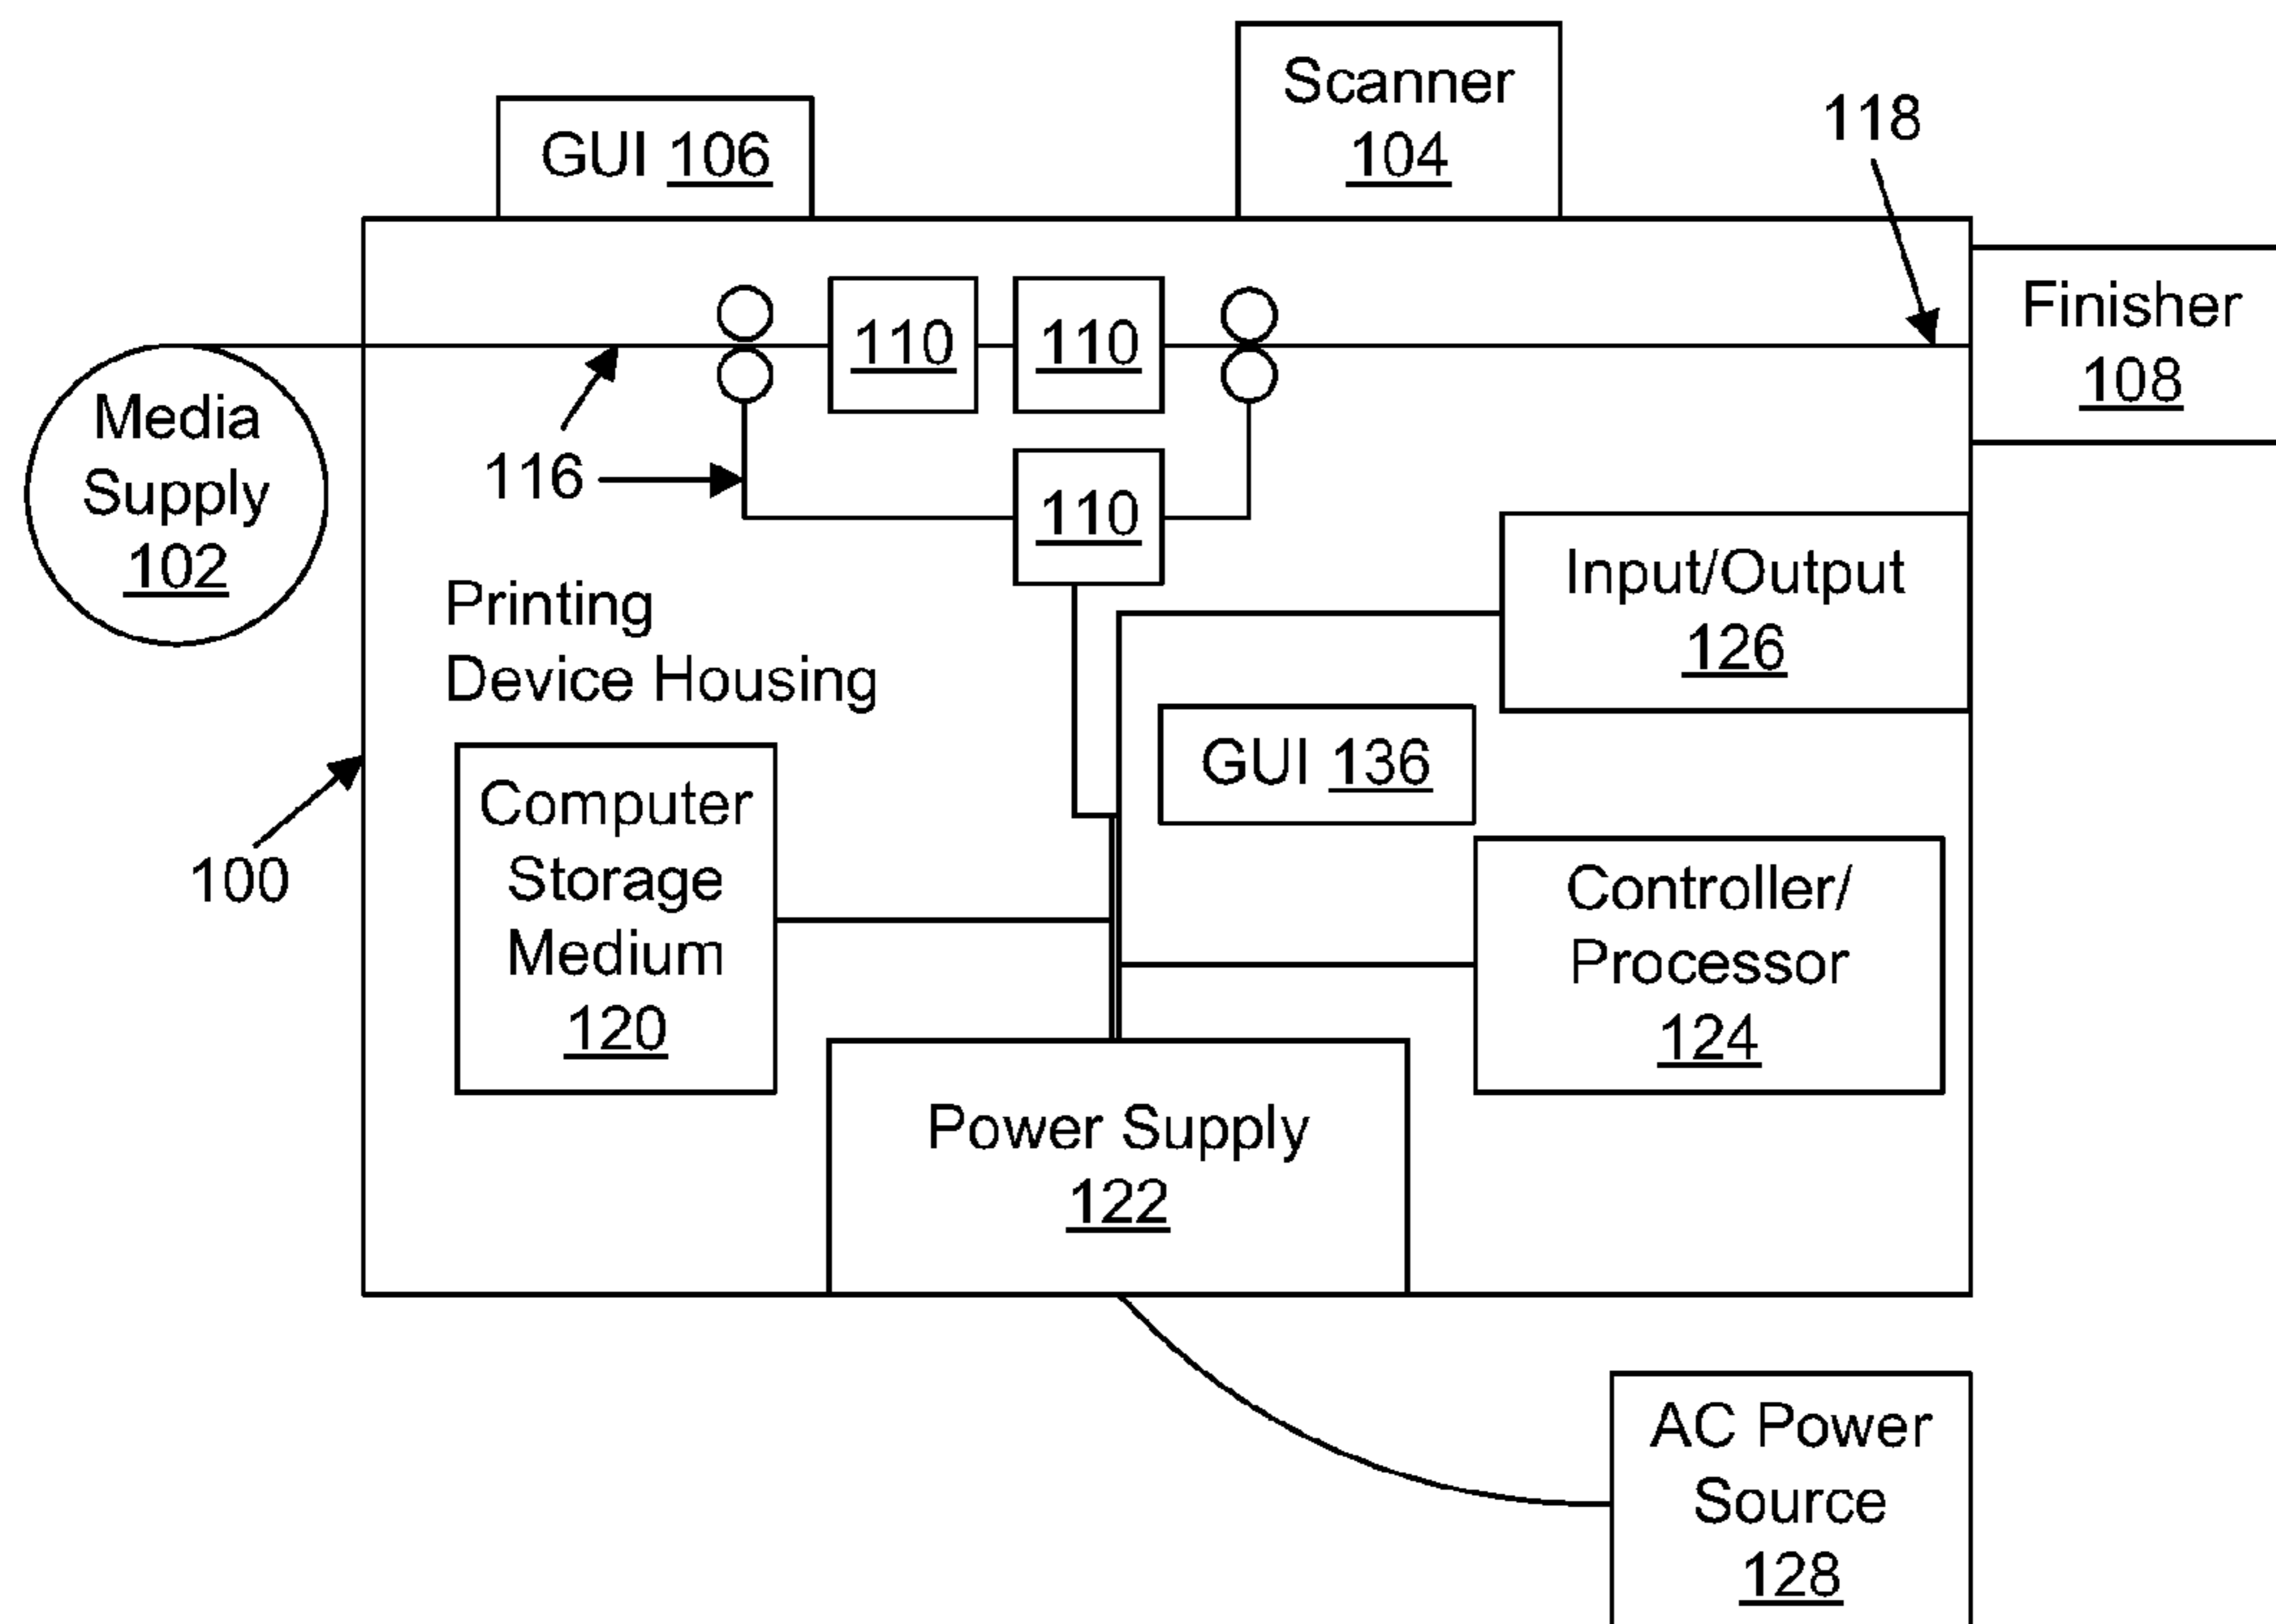 Scanner
104
118
GUI 106
Finisher
108
110
110
Media
Supply
102
116
110
Input/Output
126
Printing
Device Housing
GUI 136
Computer
Storage
Medium
120
100
Controller/
Processor
124
Power Supply
122
AC Power
Source
128